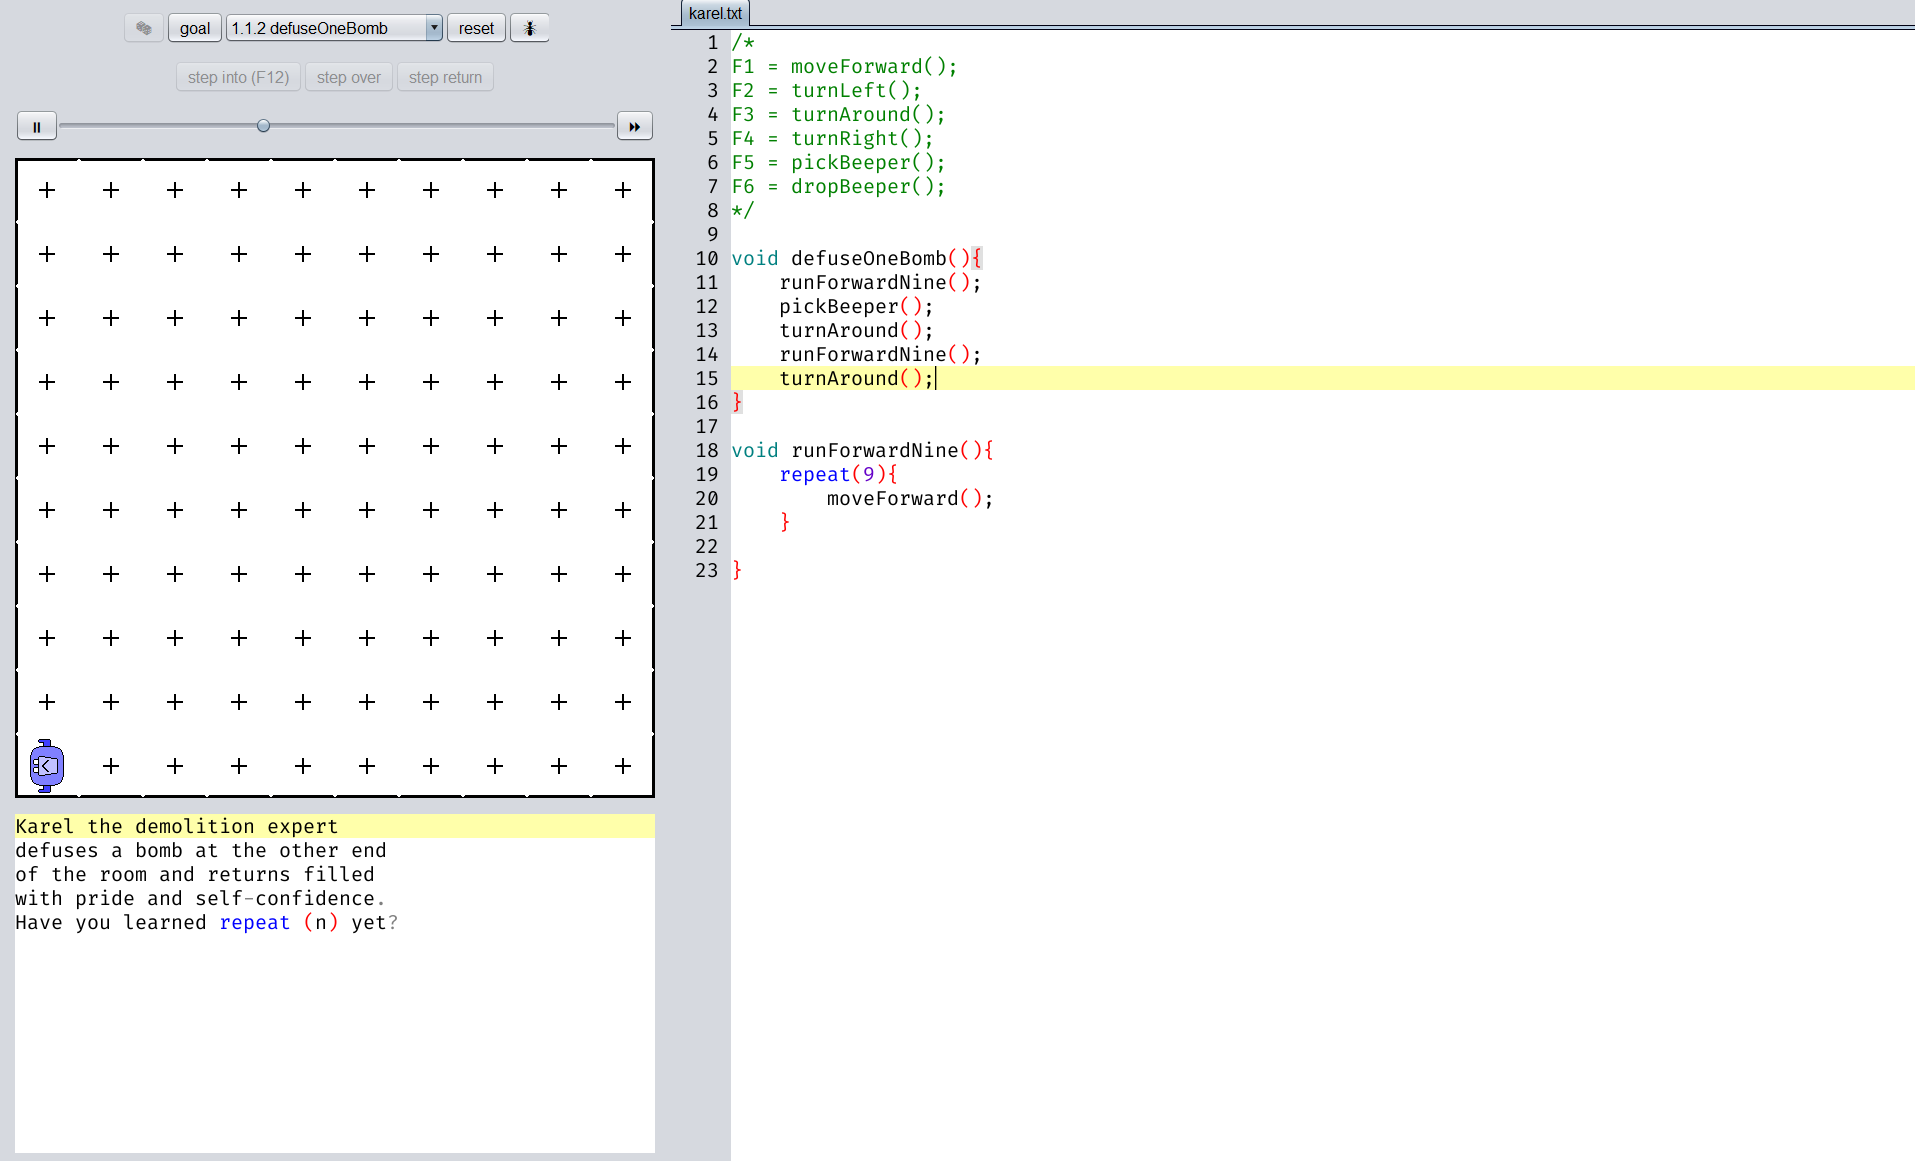 goal
1.1.2 defuseOneBomb
reset
step into (F12)
step over
step return
karel.txt
1 /*
2 F1 = moveForward();
3 F2 = turnLeft();
4 F3 = turnAround();
5 F4 = turnRight();
6 F5 = pickBeeper();
7 F6 = dropBeeper();
8 */
9
10 void defuseOneBomb(){
11     runForwardNine();
12     pickBeeper();
13     turnAround();
14     runForwardNine();
15     turnAround();
16 }
17
18 void runForwardNine(){
19     repeat(9){
20         moveForward();
21     }
22
23 }
Karel the demolition expert
defuses a bomb at the other end
of the room and returns filled
with pride and self-confidence.
Have you learned repeat (n) yet?